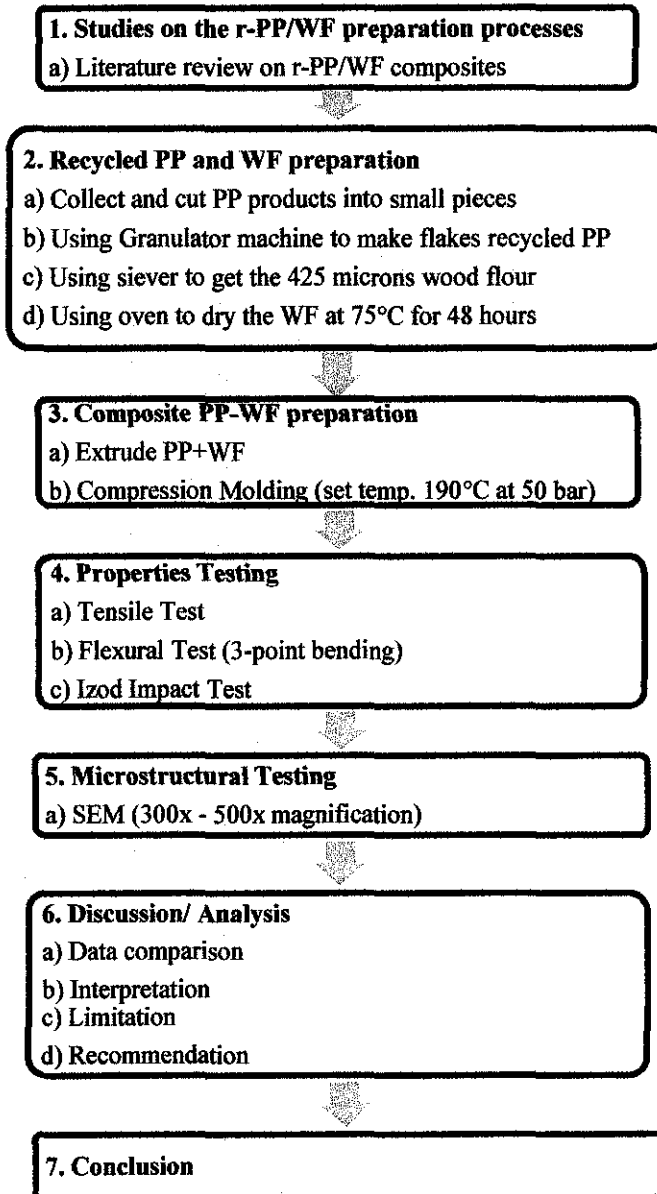 1. Studies on the r-PP/WF preparation processes
a) Literature review on r-PP/WF composites
2. Recycled PP and WF preparation
a) Collect and cut PP products into small pieces
b) Using Granulator machine to make flakes recycled PP
c) Using siever to get the 425 microns wood flour
d) Using oven to dry the WF at 75°C for 48 hours
3. Composite PP-WF preparation
a) Extrude PP+WF
b) Compression Molding (set temp. 190°C at 50 bar)
4. Properties Testing
a) Tensile Test
b) Flexural Test (3-point bending)
c) Izod Impact Test
5. Microstructural Testing
a) SEM (300x - 500x magnification)
6. Discussion/ Analysis
a) Data comparison
b) Interpretation
c) Limitation
d) Recommendation
7. Conclusion